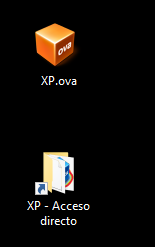 ova
XP.ova
XP - Acceso
directo